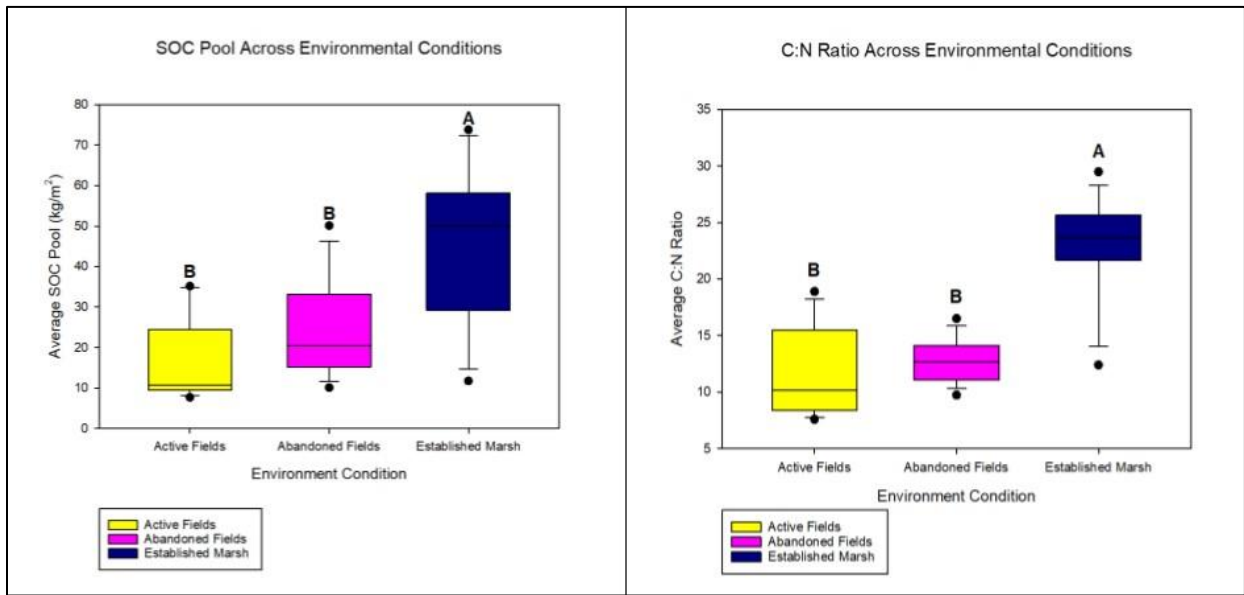 SOC Pool Across Environmental Conditions
80
70
60
50
40
30
20
10
0
Average SOC Pool (kg/m²)
B
B
A
Active Fields
Abandoned Fields
Established Marsh
Environment Condition
Active Fields
Abandoned Fields
Established Marsh
C:N Ratio Across Environmental Conditions
35
30
25
20
15
10
5
Average C:N Ratio
B
B
A
Active Fields
Abandoned Fields
Established Marsh
Environment Condition
Active Fields
Abandoned Fields
Established Marsh